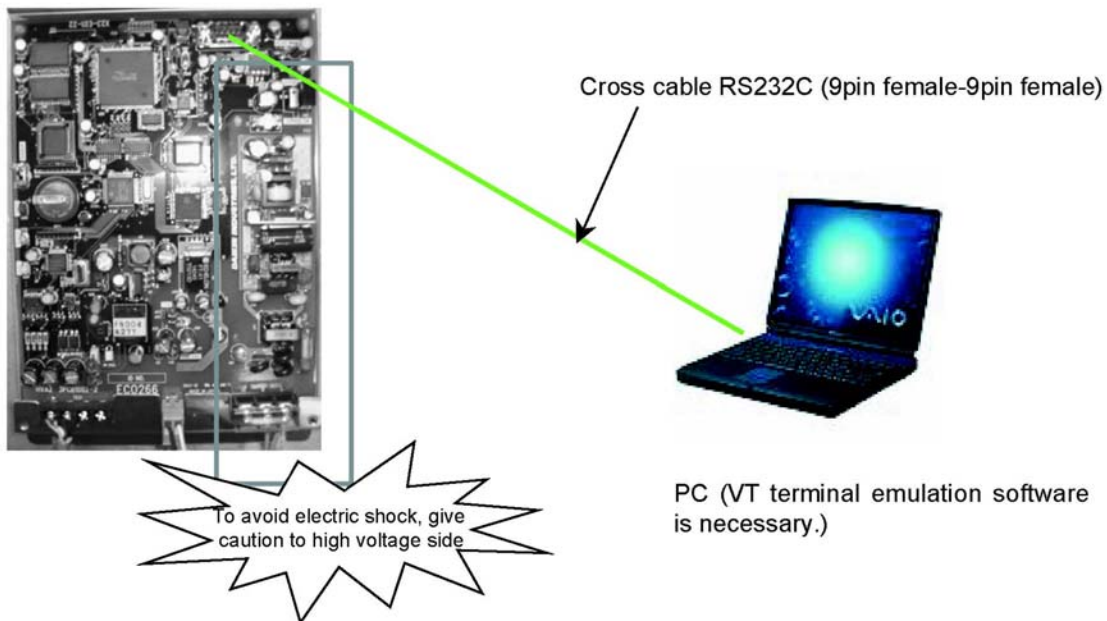 Cross cable RS232C (9pin female-9pin female)
VAIO
ECO266
To avoid electric shock, give
caution to high voltage side
PC (VT terminal emulation software
is necessary.)